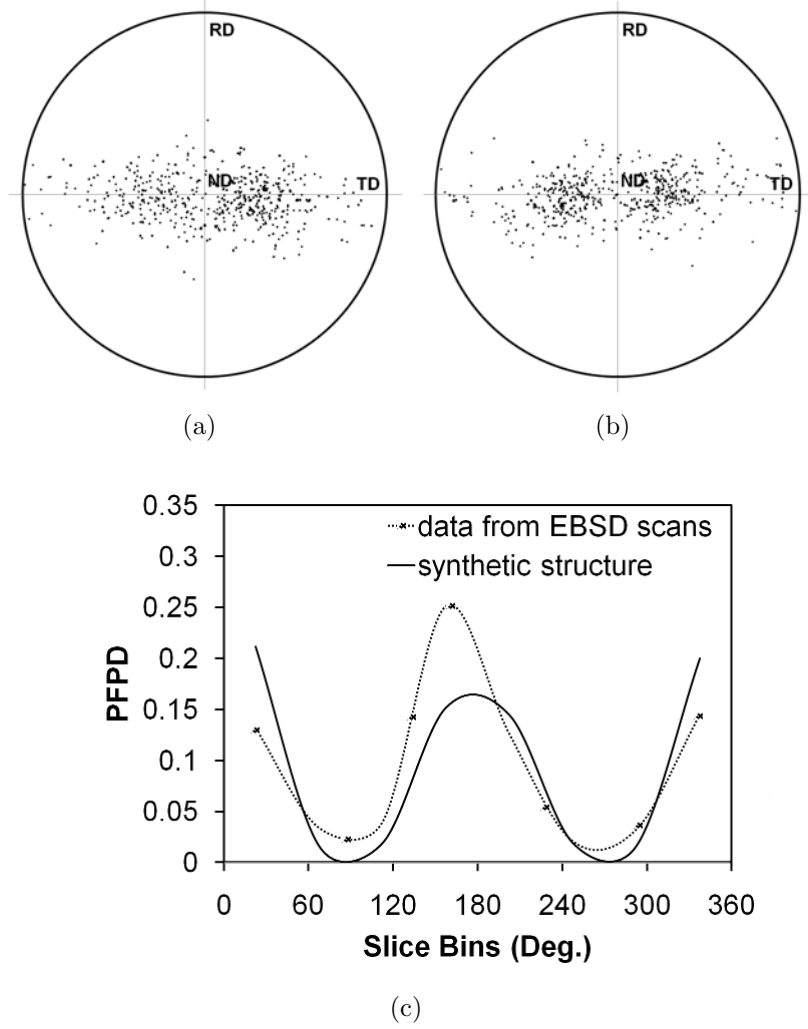 RD
RD
ND
TD
ND
TD
(a)
(b)
0.35
0.3
0.25
0.2
0.15
0.1
0.05
0
PFPD
data from EBSD scans
synthetic structure
0 60 120 180 240 300 360
Slice Bins (Deg.)
(c)